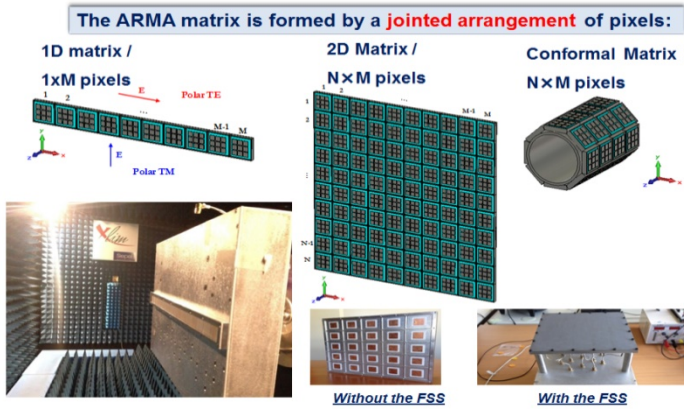 The ARMA matrix is formed by a jointed arrangement of pixels:
1D matrix /
1xM pixels
2D Matrix /
N×M pixels
Conformal Matrix
N×M pixels
E
Polar TE
1
2
...
M-1
M
E
Polar TM
1
2
...
M-1
M
1
2
N-1
N
Xlim
Without the FSS
With the FSS